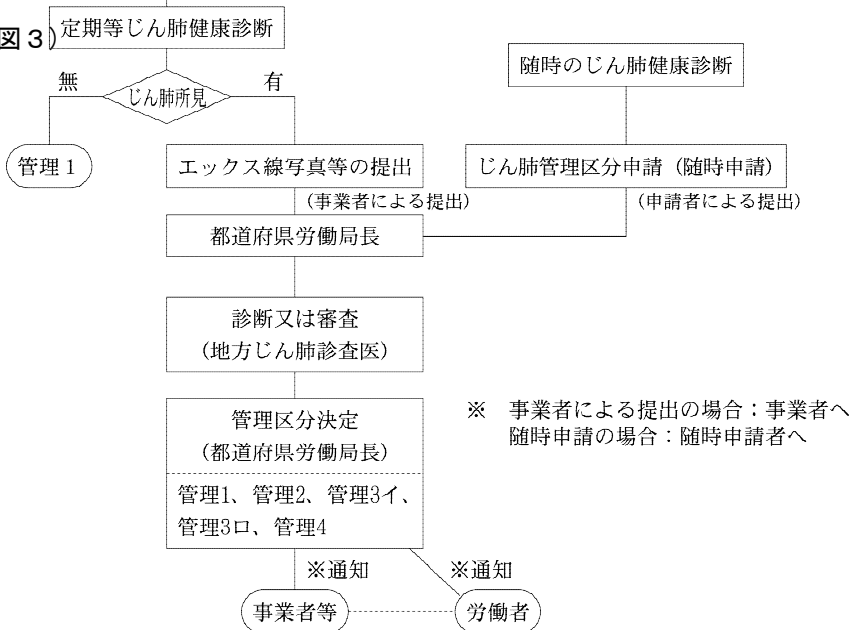 図3)
定期等じん肺健康診断
無
じん肺所見
有
随時のじん肺健康診断
管理1
エックス線写真等の提出
じん肺管理区分申請（随時申請）
(事業者による提出)
(申請者による提出)
都道府県労働局長
診断又は審査
（地方じん肺診査医）
管理区分決定
（都道府県労働局長）
管理1、管理2、管理3イ、
管理3ロ、管理4
※　事業者による提出の場合：事業者へ
随時申請の場合：随時申請者へ
※通知
※通知
事業者等
労働者